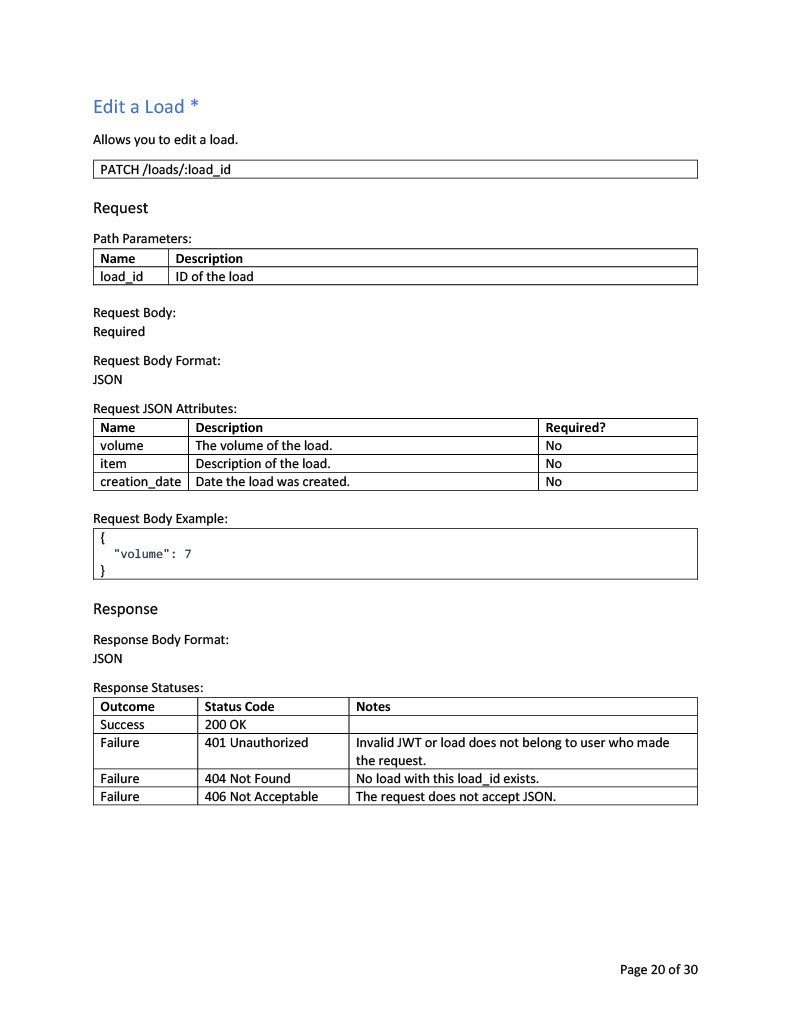 Edit a Load *
Allows you to edit a load.
PATCH /loads/:load_id
Request
Path Parameters:
Name Description
load_id ID of the load
Request Body:
Required
Request Body Format:
JSON
Request JSON Attributes:
Name Description Required?
volume The volume of the load. No
item Description of the load. No
creation_date Date the load was created. No
Request Body Example:
{
"volume": 7
}
Response
Response Body Format:
JSON
Response Statuses:
Outcome Status Code Notes
Success 200 OK
Failure 401 Unauthorized Invalid JWT or load does not belong to user who made
the request.
Failure 404 Not Found No load with this load_id exists.
Failure 406 Not Acceptable The request does not accept JSON.
Page 20 of 30